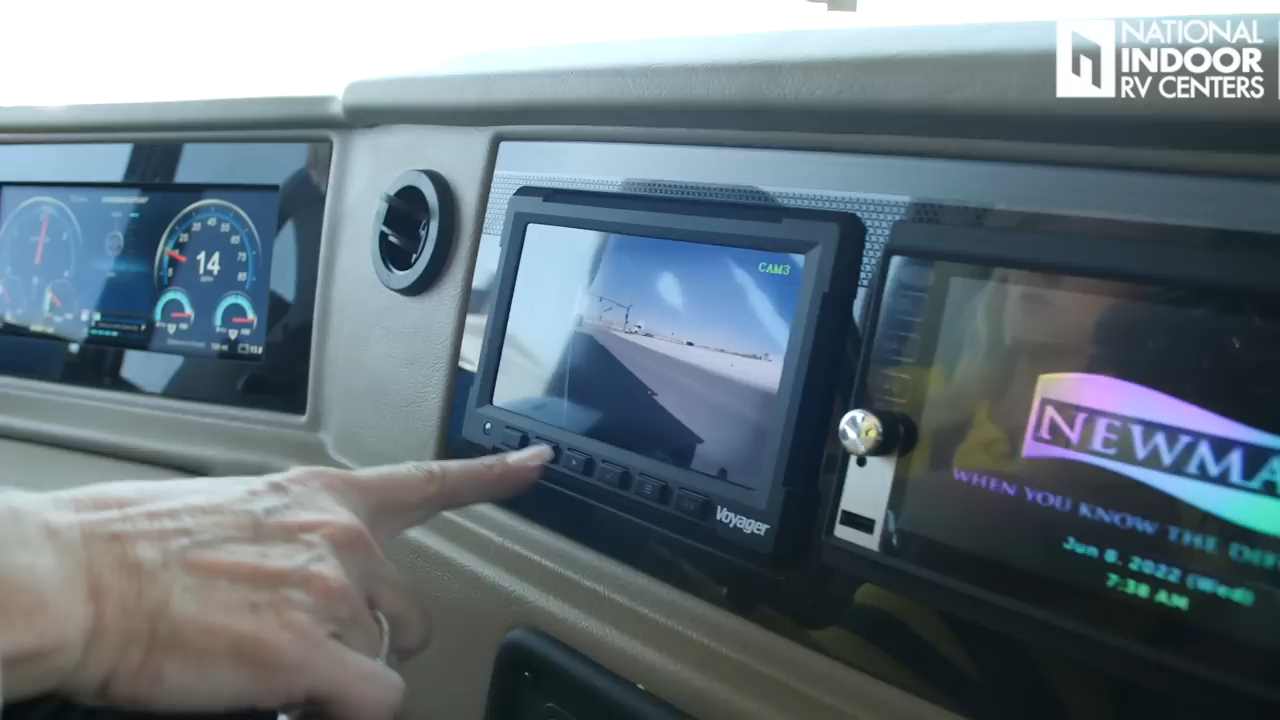 NATIONAL
INDOOR
RV CENTERS
CAM3
14
Voyager
NEWMA
WHEN YOU KNOW THE DIF
Jun 8, 2022 (Wed)
7:38 AM